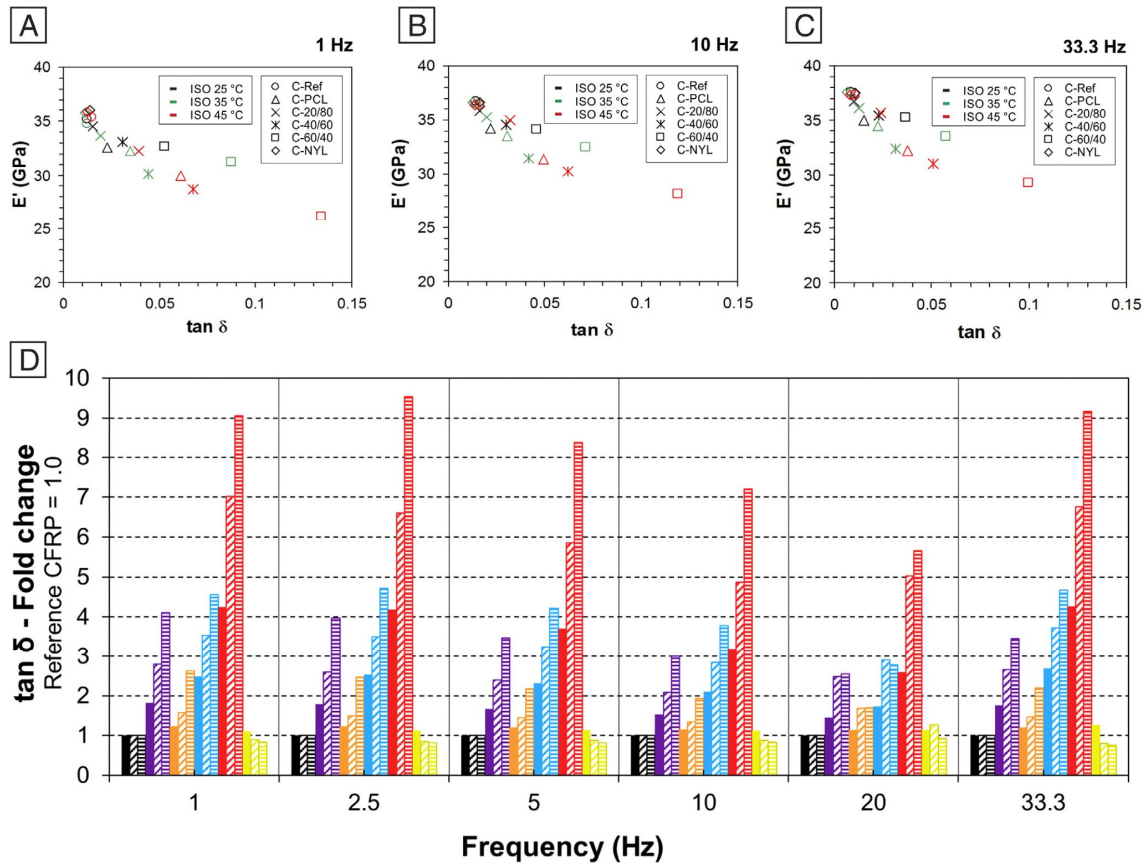 A
1 Hz
40
35
30
25
20
E' (GPa)
ISO 25 °C
ISO 35 °C
ISO 45 °C
C-Ref
C-PCL
C-20/80
C-40/60
C-60/40
C-NYL
0 0.05 0.1 0.15
tan δ
B
10 Hz
40
35
30
25
20
E' (GPa)
ISO 25 °C
ISO 35 °C
ISO 45 °C
C-Ref
C-PCL
C-20/80
C-40/60
C-60/40
C-NYL
0 0.05 0.1 0.15
tan δ
C
33.3 Hz
40
35
30
25
20
E' (GPa)
ISO 25 °C
ISO 35 °C
ISO 45 °C
C-Ref
C-PCL
C-20/80
C-40/60
C-60/40
C-NYL
0 0.05 0.1 0.15
tan δ
D
tan δ - Fold change
Reference CFRP = 1.0
10
9
8
7
6
5
4
3
2
1
0
1 2.5 5 10 20 33.3
Frequency (Hz)